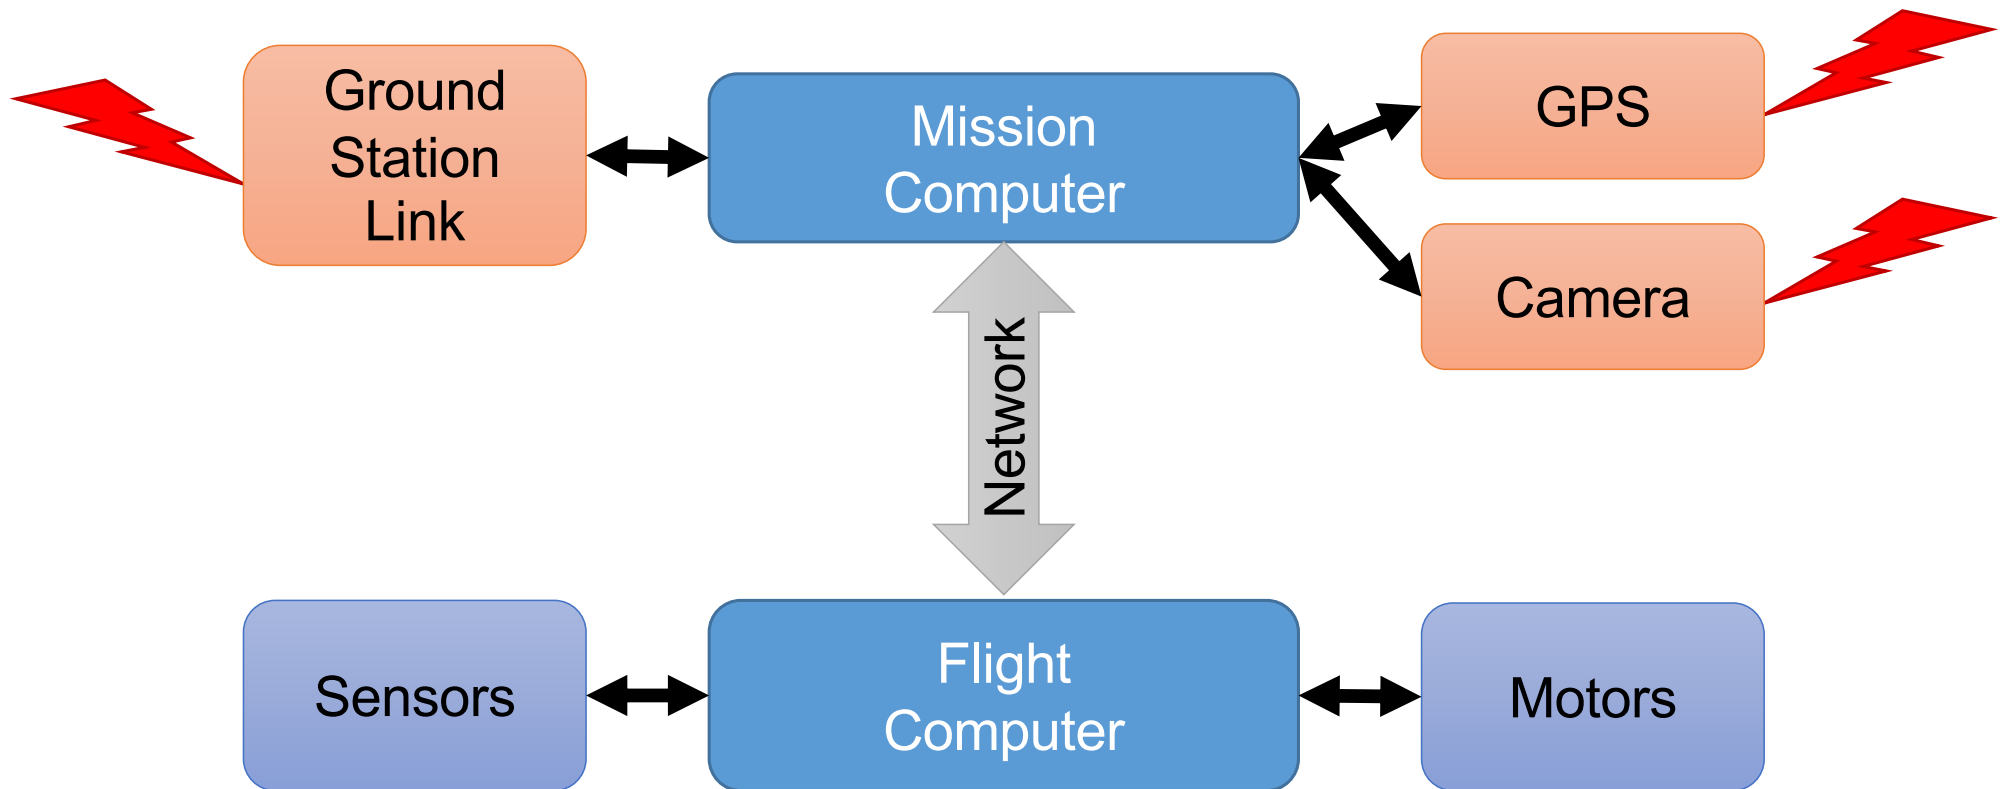 Ground
Station
Link
Mission
Computer
GPS
Camera
Network
Sensors
Flight
Computer
Motors